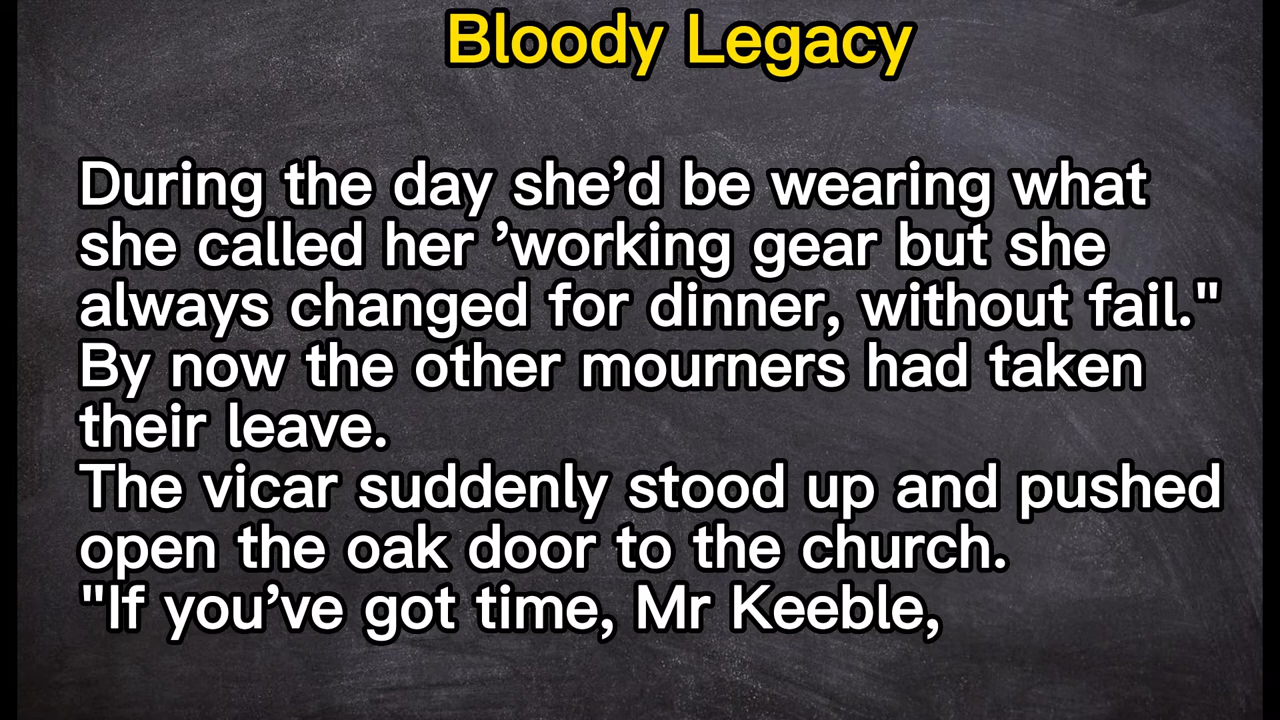 Bloody Legacy
During the day she’d be wearing what
she called her ’working gear but she
always changed for dinner, without fail."
By now the other mourners had taken
their leave.
The vicar suddenly stood up and pushed
open the oak door to the church.
"If you’ve got time, Mr Keeble,